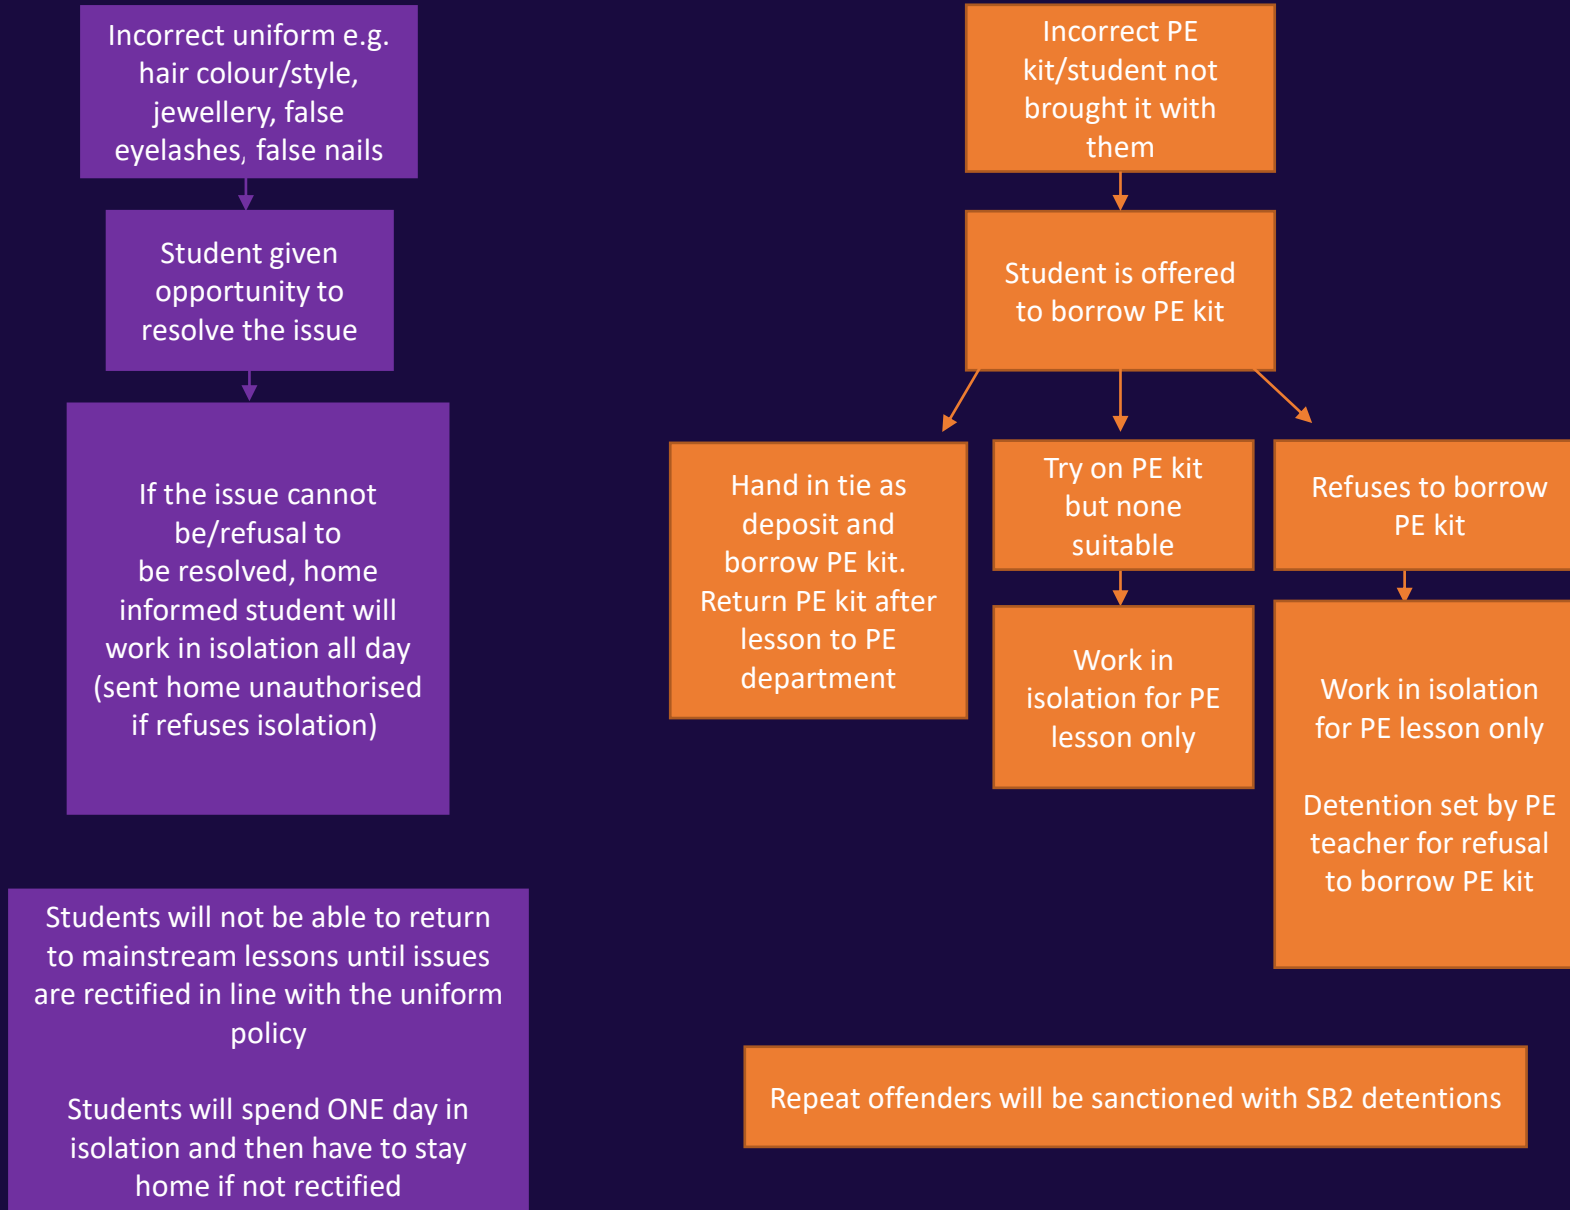 Incorrect uniform e.g.
hair colour/style,
jewellery, false
eyelashes, false nails
Student given
opportunity to
resolve the issue
If the issue cannot
be/refusal to
be resolved, home
informed student will
work in isolation all day
(sent home unauthorised
if refuses isolation)
Students will not be able to return
to mainstream lessons until issues
are rectified in line with the uniform
policy
Students will spend ONE day in
isolation and then have to stay
home if not rectified
Incorrect PE
kit/student not
brought it with
them
Student is offered
to borrow PE kit
Hand in tie as
deposit and
borrow PE kit.
Return PE kit after
lesson to PE
department
Try on PE kit
but none
suitable
Work in
isolation for PE
lesson only
Refuses to borrow
PE kit
Work in isolation
for PE lesson only
Detention set by PE
teacher for refusal
to borrow PE kit
Repeat offenders will be sanctioned with SB2 detentions